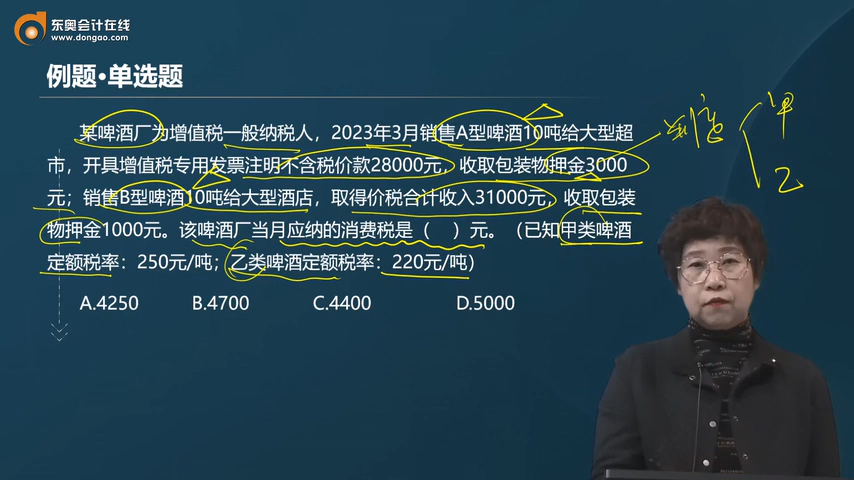 东奥会计在线
www.dongao.com
例题·单选题
某啤酒厂为增值税一般纳税人，2023年3月销售A型啤酒10吨给大型超
市，开具增值税专用发票注明不含税价款28000元，收取包装物押金3000
元；销售B型啤酒10吨给大型酒店，取得价税合计收入31000元，收取包装
物押金1000元。该啤酒厂当月应纳的消费税是（　）元。（已知甲类啤酒
定额税率：250元/吨；乙类啤酒定额税率：220元/吨）
A.4250 B.4700 C.4400 D.5000
甲
乙